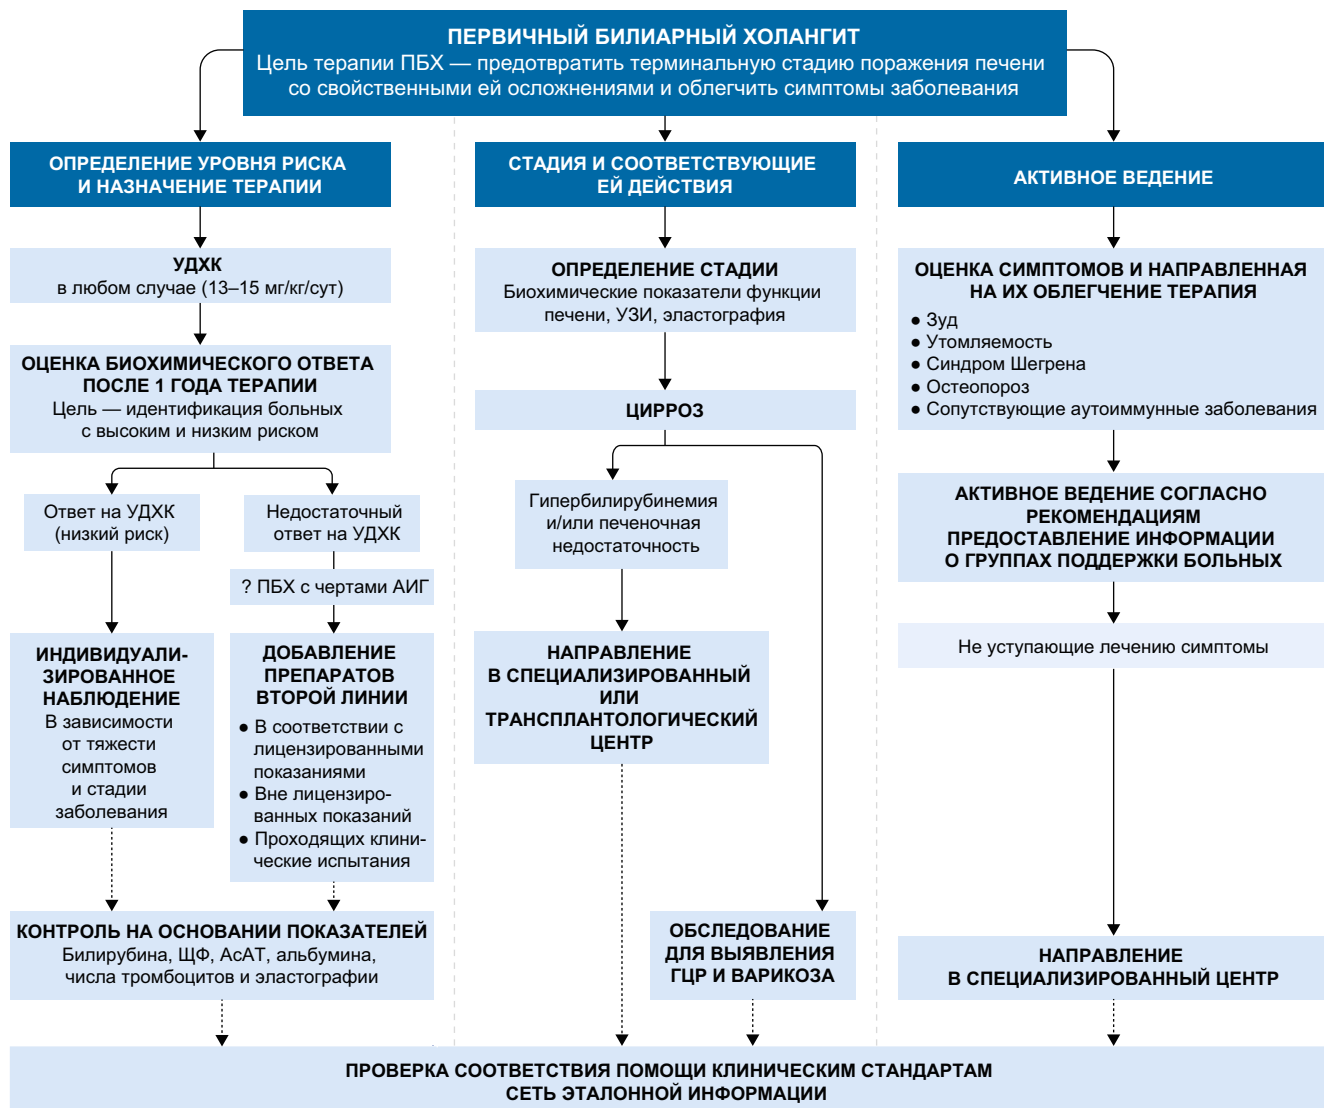 ПЕРВИЧНЫЙ БИЛИАРНЫЙ ХОЛАНГИТ
Цель терапии ПБХ — предотвратить терминальную стадию поражения печени
со свойственными ей осложнениями и облегчить симптомы заболевания
ОПРЕДЕЛЕНИЕ УРОВНЯ РИСКА
И НАЗНАЧЕНИЕ ТЕРАПИИ
УДХК
в любом случае (13–15 мг/кг/сут)
ОЦЕНКА БИОХИМИЧЕСКОГО ОТВЕТА
ПОСЛЕ 1 ГОДА ТЕРАПИИ
Цель — идентификация больных
с высоким и низким риском
Ответ на УДХК
(низкий риск)
Недостаточный
ответ на УДХК
? ПБХ с чертами АИГ
ИНДИВИДУАЛИ-
ЗИРОВАННОЕ
НАБЛЮДЕНИЕ
В зависимости
от тяжести
симптомов
и стадии
заболевания
ДОБАВЛЕНИЕ
ПРЕПАРАТОВ
ВТОРОЙ ЛИНИИ
● В соответствии с
лицензированными
показаниями
● Вне лицензиро-
ванных показаний
● Проходящих клини-
ческие испытания
КОНТРОЛЬ НА ОСНОВАНИИ ПОКАЗАТЕЛЕЙ
Билирубина, ЩФ, АсАТ, альбумина,
числа тромбоцитов и эластографии
СТАДИЯ И СООТВЕТСТВУЮЩИЕ
ЕЙ ДЕЙСТВИЯ
ОПРЕДЕЛЕНИЕ СТАДИИ
Биохимические показатели функции
печени, УЗИ, эластография
ЦИРРОЗ
Гипербилирубинемия
и/или печеночная
недостаточность
НАПРАВЛЕНИЕ
В СПЕЦИАЛИЗИРОВАННЫЙ
ИЛИ
ТРАНСПЛАНТОЛОГИЧЕСКИЙ
ЦЕНТР
ОБСЛЕДОВАНИЕ
ДЛЯ ВЫЯВЛЕНИЯ
ГЦР И ВАРИКОЗА
АКТИВНОЕ ВЕДЕНИЕ
ОЦЕНКА СИМПТОМОВ И НАПРАВЛЕННАЯ
НА ИХ ОБЛЕГЧЕНИЕ ТЕРАПИЯ
● Зуд
● Утомляемость
● Синдром Шегрена
● Остеопороз
● Сопутствующие аутоиммунные заболевания
АКТИВНОЕ ВЕДЕНИЕ СОГЛАСНО
РЕКОМЕНДАЦИЯМ
ПРЕДОСТАВЛЕНИЕ ИНФОРМАЦИИ
О ГРУППАХ ПОДДЕРЖКИ БОЛЬНЫХ
Не уступающие лечению симптомы
НАПРАВЛЕНИЕ
В СПЕЦИАЛИЗИРОВАННЫЙ ЦЕНТР
ПРОВЕРКА СООТВЕТСТВИЯ ПОМОЩИ КЛИНИЧЕСКИМ СТАНДАРТАМ
СЕТЬ ЭТАЛОННОЙ ИНФОРМАЦИИ